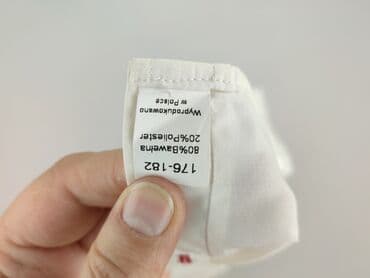 176-182
80%Bawełna
20%Poliester
Wyprodukowano
w Polsce